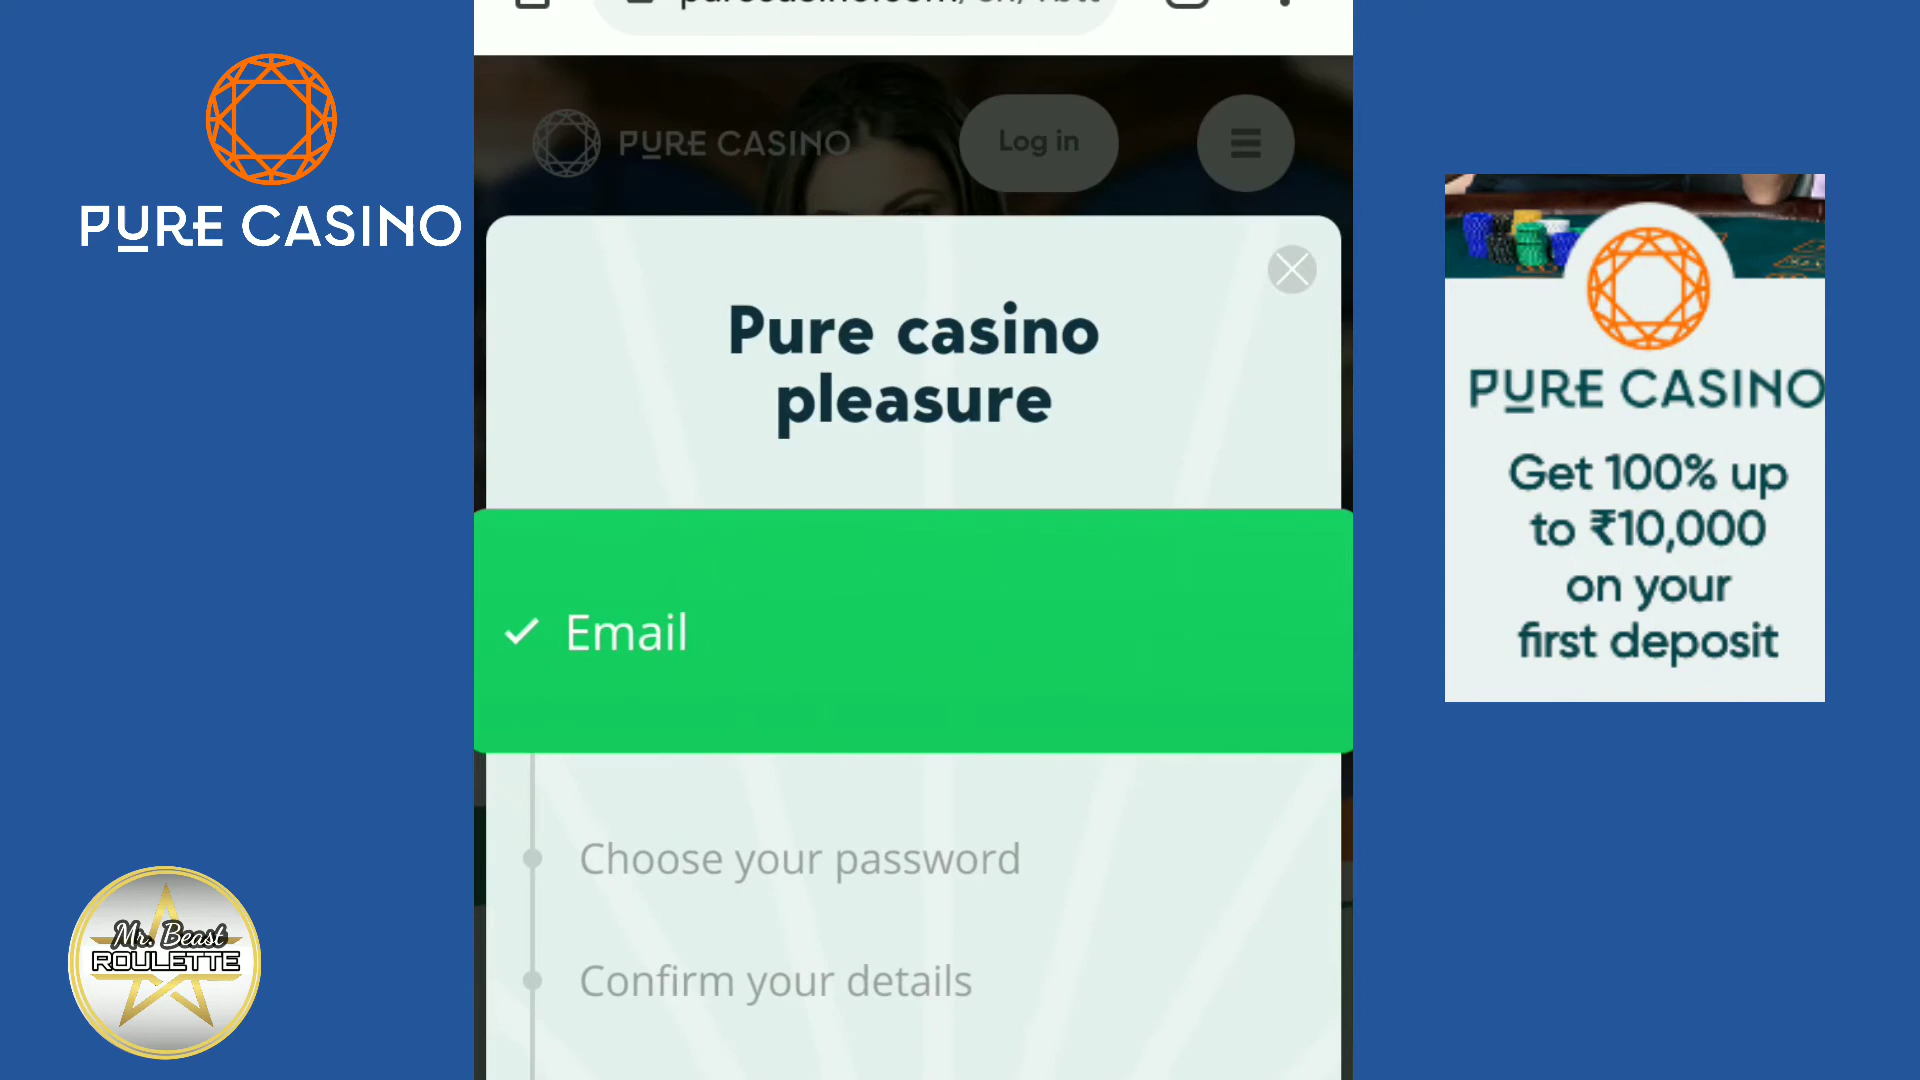 PURE CASINO
PURE CASINO
Log in
Pure casino
pleasure
Email
Choose your password
Confirm your details
PURE CASINO
Get 100% up
to ₹10,000
on your
first deposit
Mr. Beast
ROULETTE